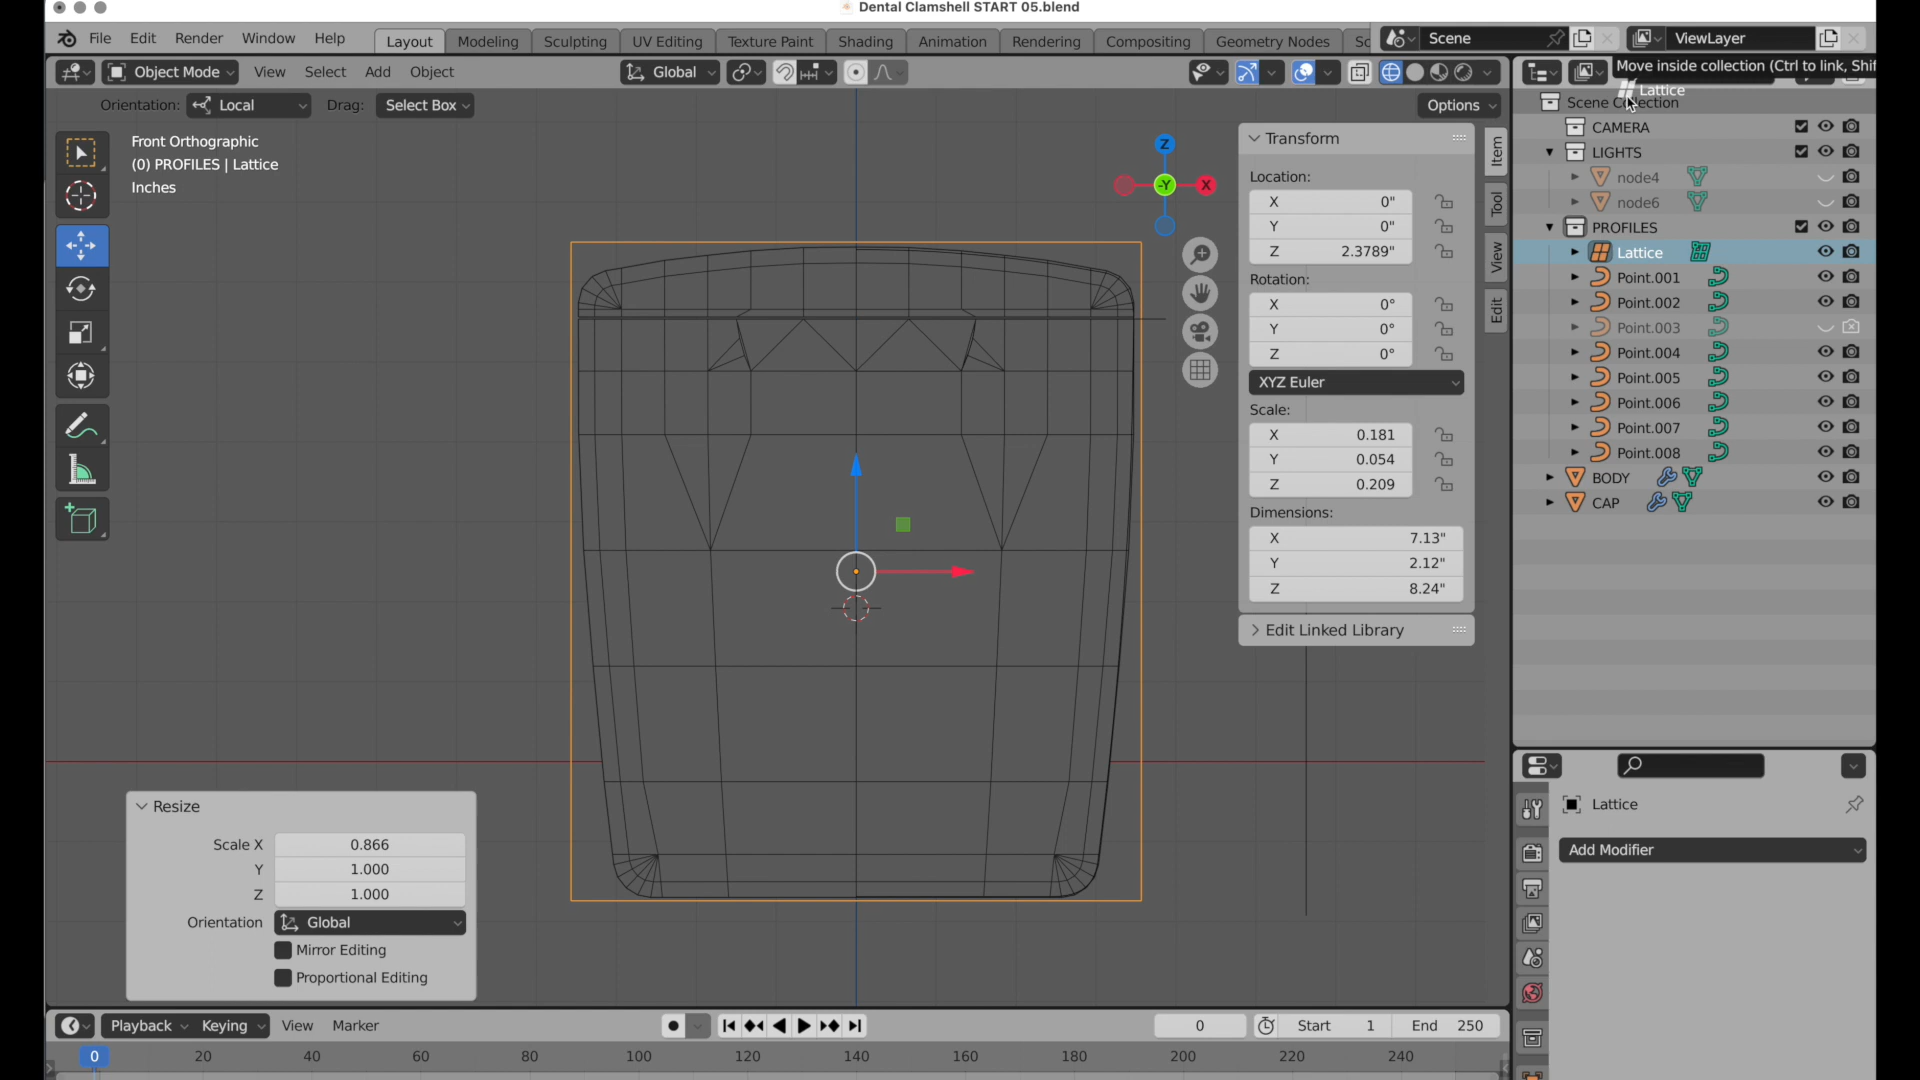 Dental Clamshell START 05.blend
File Edit Render Window Help Layout Modeling Sculpting UV Editing Texture Paint Shading Animation Rendering Compositing Geometry Nodes Sc Scene ViewLayer
Object Mode View Select Add Object Global Move inside collection (Ctrl to link, Shif
Lattice
Orientation: Local Drag: Select Box Options Scene Collection
Front Orthographic
(0) PROFILES | Lattice
Inches
Z
X
-Y
Transform
Location:
X 0"
Y 0"
Z 2.3789"
Rotation:
X 0°
Y 0°
Z 0°
XYZ Euler
Scale:
X 0.181
Y 0.054
Z 0.209
Dimensions:
X 7.13"
Y 2.12"
Z 8.24"
Edit Linked Library
Item
Tool
View
Edit
CAMERA
LIGHTS
node4
node6
PROFILES
Lattice
Point.001
Point.002
Point.003
Point.004
Point.005
Point.006
Point.007
Point.008
BODY
CAP
Lattice
Add Modifier
Resize
Scale X 0.866
Y 1.000
Z 1.000
Orientation Global
Mirror Editing
Proportional Editing
Playback Keying View Marker 0 Start 1 End 250
0 20 40 60 80 100 120 140 160 180 200 220 240